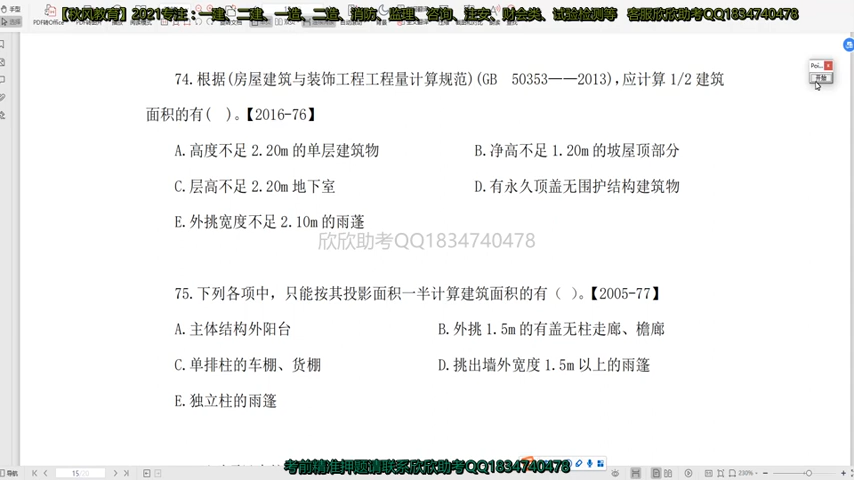 【秋风教育】2021专注：一建、二建、一造、二造、消防、监理、咨询、注安、财会类、试验检测等 客服欣欣助考QQ1834740478
74.根据(房屋建筑与装饰工程工程量计算规范)(GB 50353——2013),应计算1/2建筑
面积的有( )。【2016-76】
A.高度不足2.20m的单层建筑物
B.净高不足1.20m的坡屋顶部分
C.层高不足2.20m地下室
D.有永久顶盖无围护结构建筑物
E.外挑宽度不足2.10m的雨蓬
欣欣助考QQ1834740478
75.下列各项中，只能按其投影面积一半计算建筑面积的有( )。【2005-77】
A.主体结构外阳台
B.外挑1.5m的有盖无柱走廊、檐廊
C.单排柱的车棚、货棚
D.挑出墙外宽度1.5m以上的雨篷
E.独立柱的雨篷
考前精准押题请联系欣欣助考QQ1834740478
导航
230%
开始